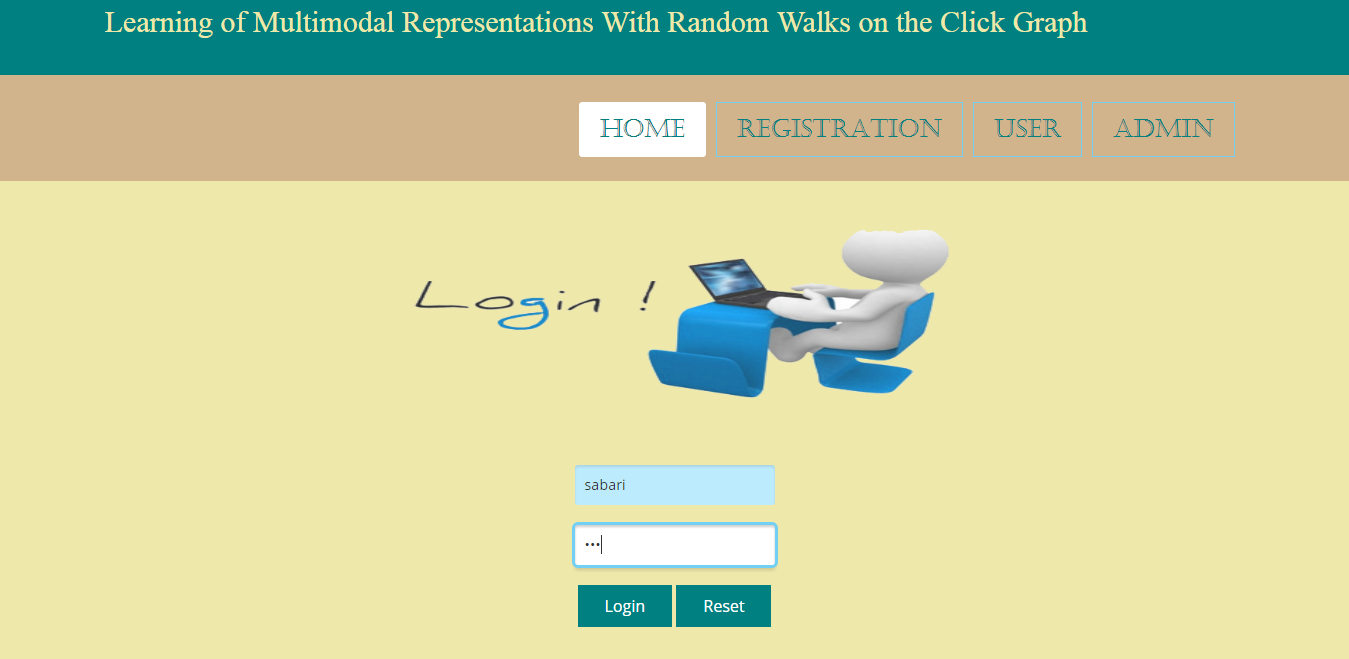 Learning of Multimodal Representations With Random Walks on the Click Graph
HOME REGISTRATION USER ADMIN
Login !
sabari
•••
Login Reset